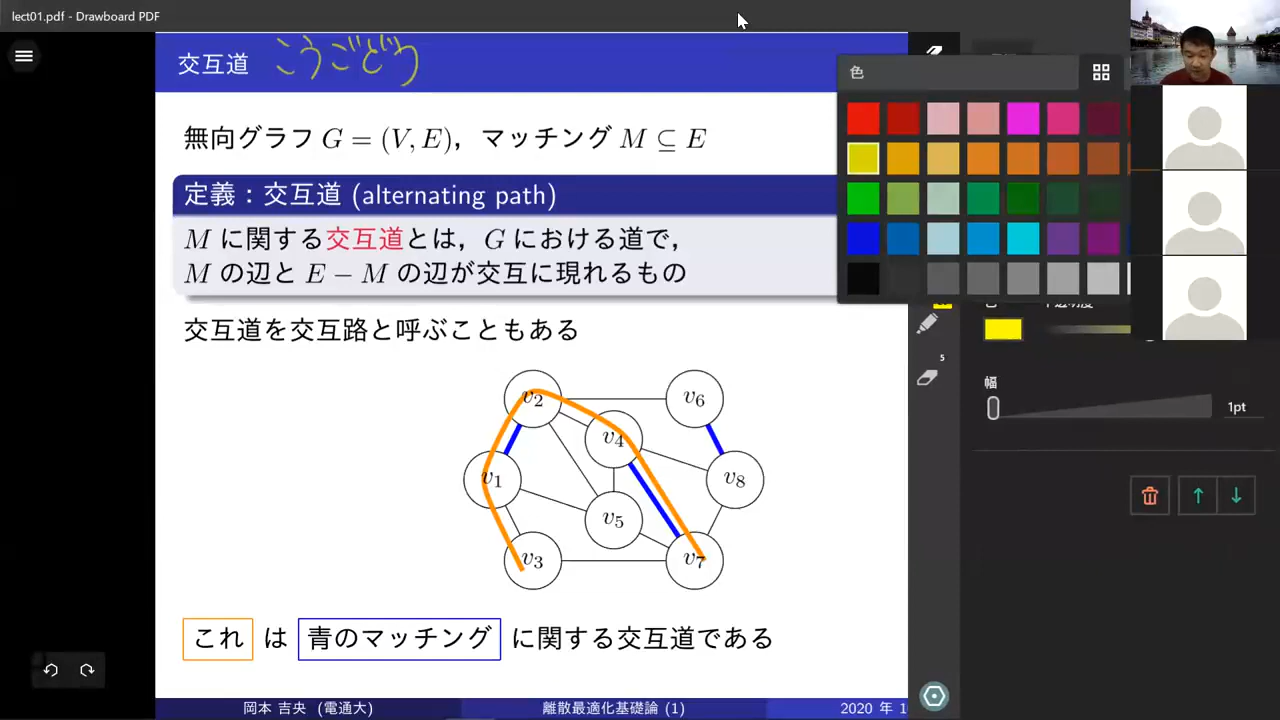 lect01.pdf - Drawboard PDF
交互道 こうごどう
色
無向グラフ G = (V, E), マッチング M ⊆ E
定義：交互道 (alternating path)
M に関する交互道とは，G における道で，
M の辺と E − M の辺が交互に現れるもの
交互道を交互路と呼ぶこともある
5
幅
1pt
v2
v6
v4
v1
v8
v5
v3
v7
これ は 青のマッチング に関する交互道である
岡本 吉央 (電通大)
離散最適化基礎論 (1)
2020 年